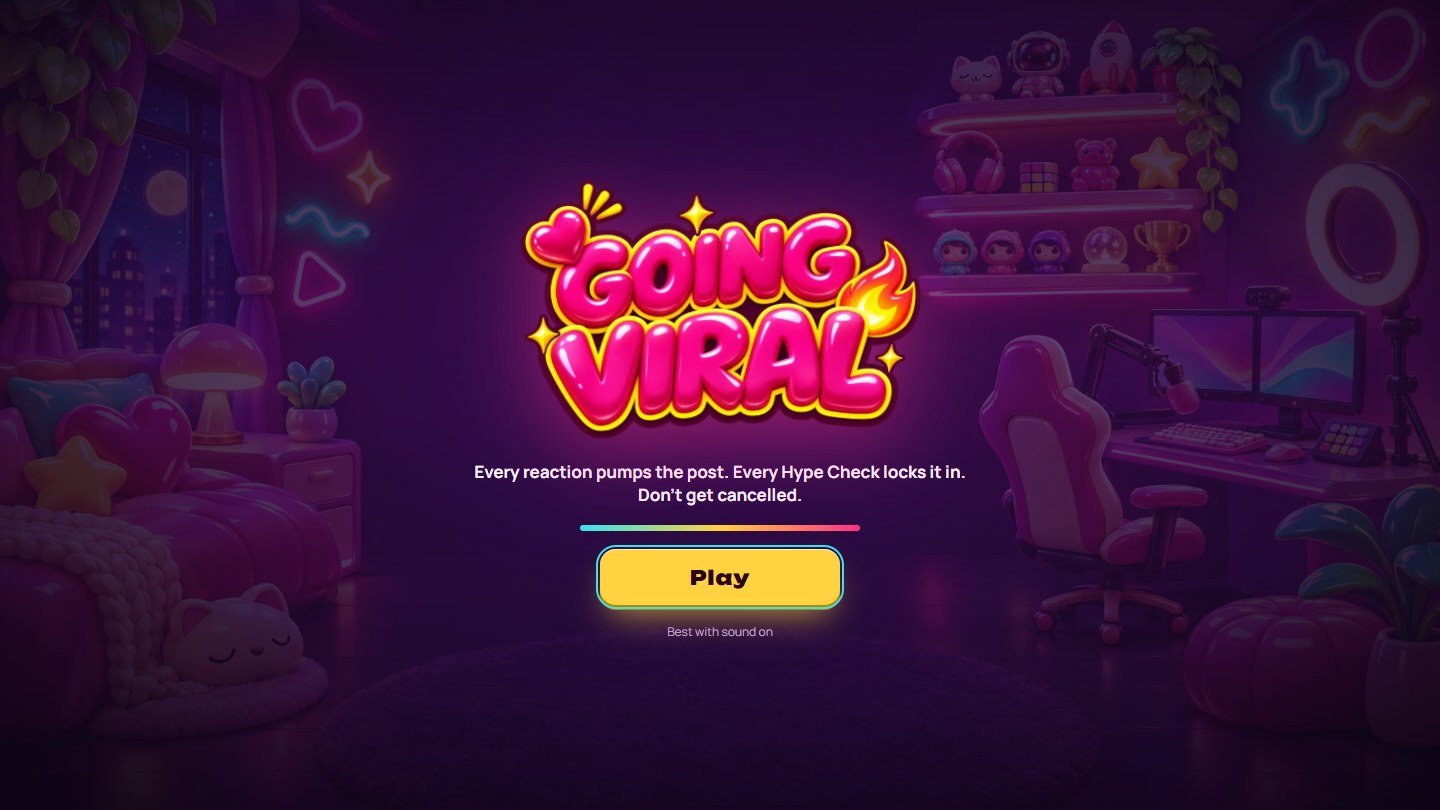 GOING
VIRAL
Every reaction pumps the post. Every Hype Check locks it in.
Don't get cancelled.
Play
Best with sound on